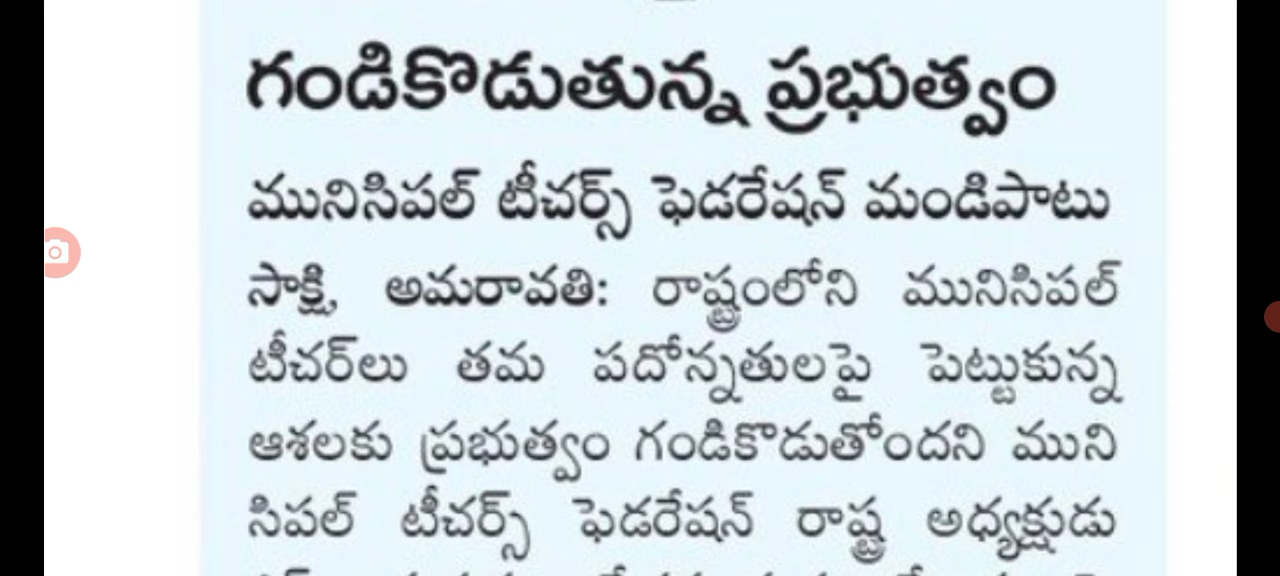 గండికొడుతున్న ప్రభుత్వం
మునిసిపల్ టీచర్స్ ఫెడరేషన్ మండిపాటు
సాక్షి, అమరావతి: రాష్ట్రంలోని మునిసిపల్
టీచర్‌లు తమ పదోన్నతులపై పెట్టుకున్న
ఆశలకు ప్రభుత్వం గండికొడుతోందని ముని
సిపల్ టీచర్స్ ఫెడరేషన్ రాష్ట్ర అధ్యక్షుడు